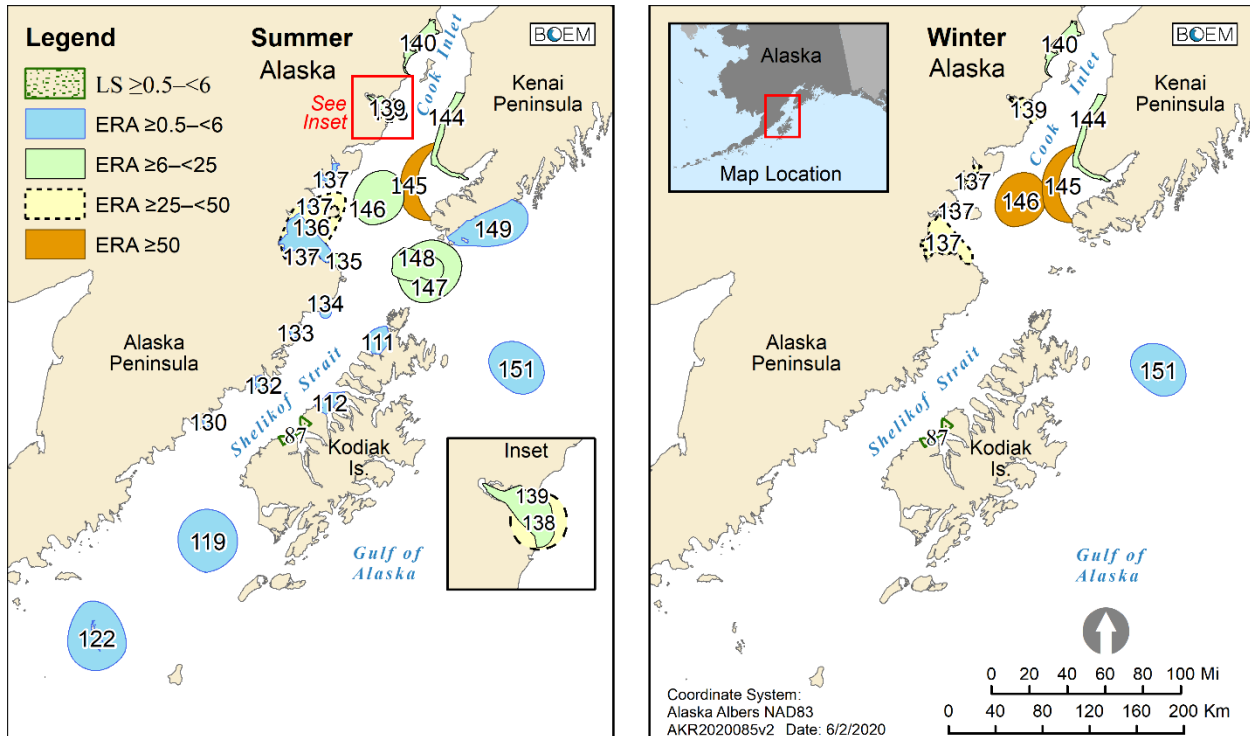 Legend
LS ≥0.5–<6
ERA ≥0.5–<6
ERA ≥6–<25
ERA ≥25–<50
ERA ≥50
Summer
Alaska
BOEM
140
Cook Inlet
Kenai
Peninsula
See
Inset
139
144
137
145
137
146
136
149
137
135
148
147
134
133
111
Alaska
Peninsula
151
132
Shelikof Strait
112
130
87
Kodiak
Is.
Inset
139
138
119
Gulf of
Alaska
122
Alaska
Map Location
Winter
Alaska
BOEM
140
Cook Inlet
Kenai
Peninsula
139
144
137
145
146
137
137
Alaska
Peninsula
151
Shelikof Strait
87
Kodiak
Is.
Gulf of
Alaska
0 20 40 60 80 100 Mi
0 40 80 120 160 200 Km
Coordinate System:
Alaska Albers NAD83
AKR2020085v2 Date: 6/2/2020